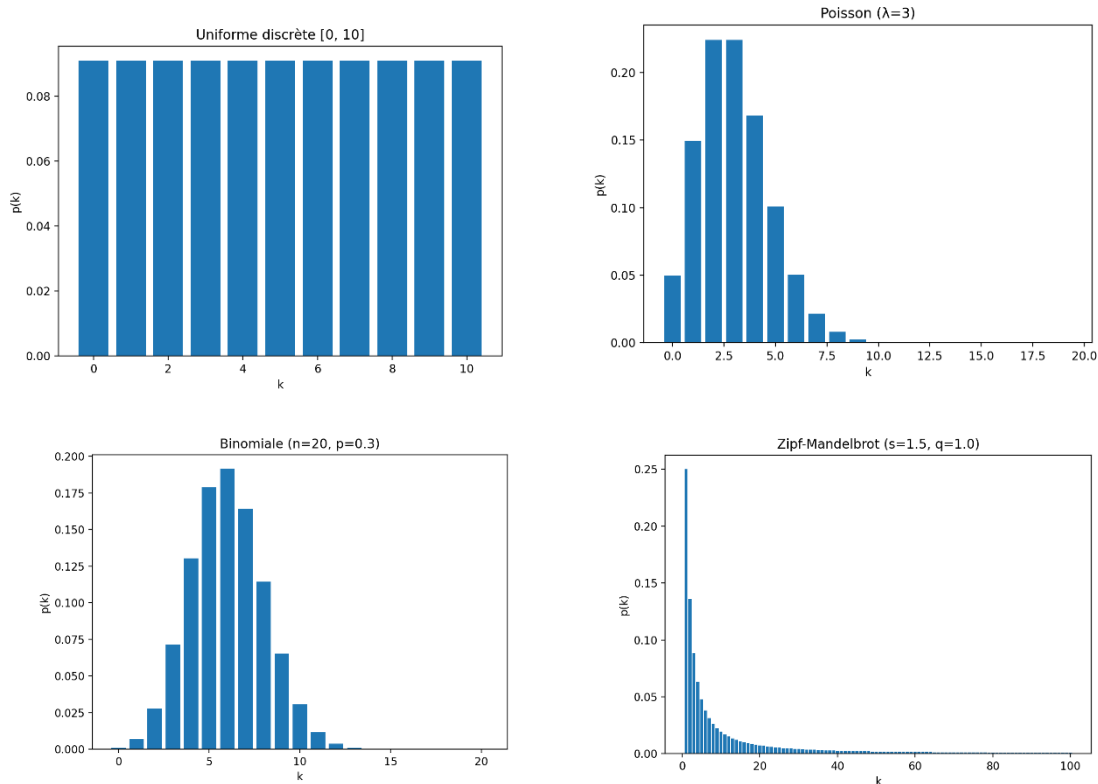 Uniforme discrète [0, 10]
0.08
0.06
0.04
0.02
0.00
p(k)
0 2 4 6 8 10
k
Poisson (λ=3)
0.20
0.15
0.10
0.05
0.00
p(k)
0.0 2.5 5.0 7.5 10.0 12.5 15.0 17.5 20.0
k
Binomiale (n=20, p=0.3)
0.200
0.175
0.150
0.125
0.100
0.075
0.050
0.025
0.000
p(k)
0 5 10 15 20
k
Zipf-Mandelbrot (s=1.5, q=1.0)
0.25
0.20
0.15
0.10
0.05
0.00
p(k)
0 20 40 60 80 100
k